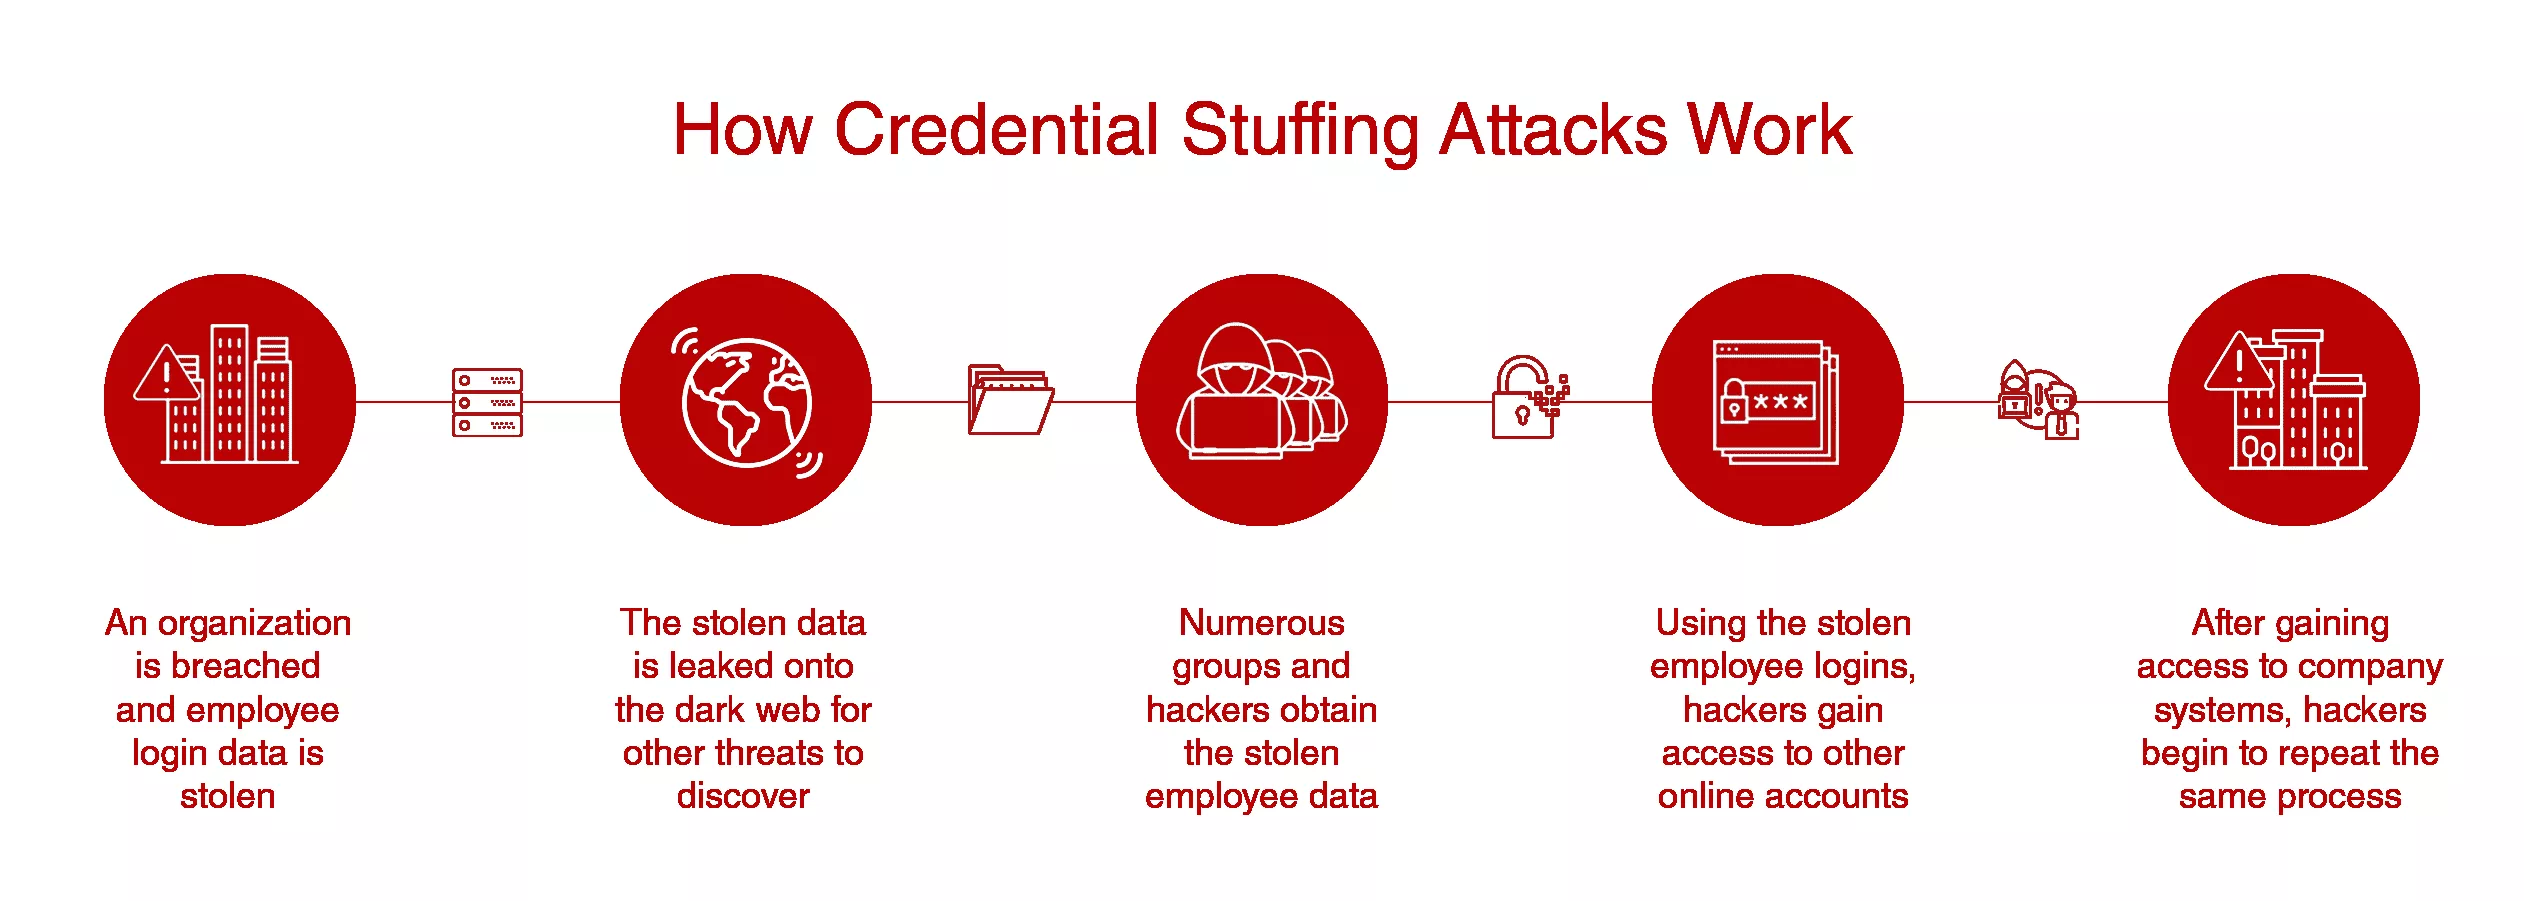 How Credential Stuffing Attacks Work
***
An organization
is breached
and employee
login data is
stolen
The stolen data
is leaked onto
the dark web for
other threats to
discover
Numerous
groups and
hackers obtain
the stolen
employee data
Using the stolen
employee logins,
hackers gain
access to other
online accounts
After gaining
access to company
systems, hackers
begin to repeat the
same process